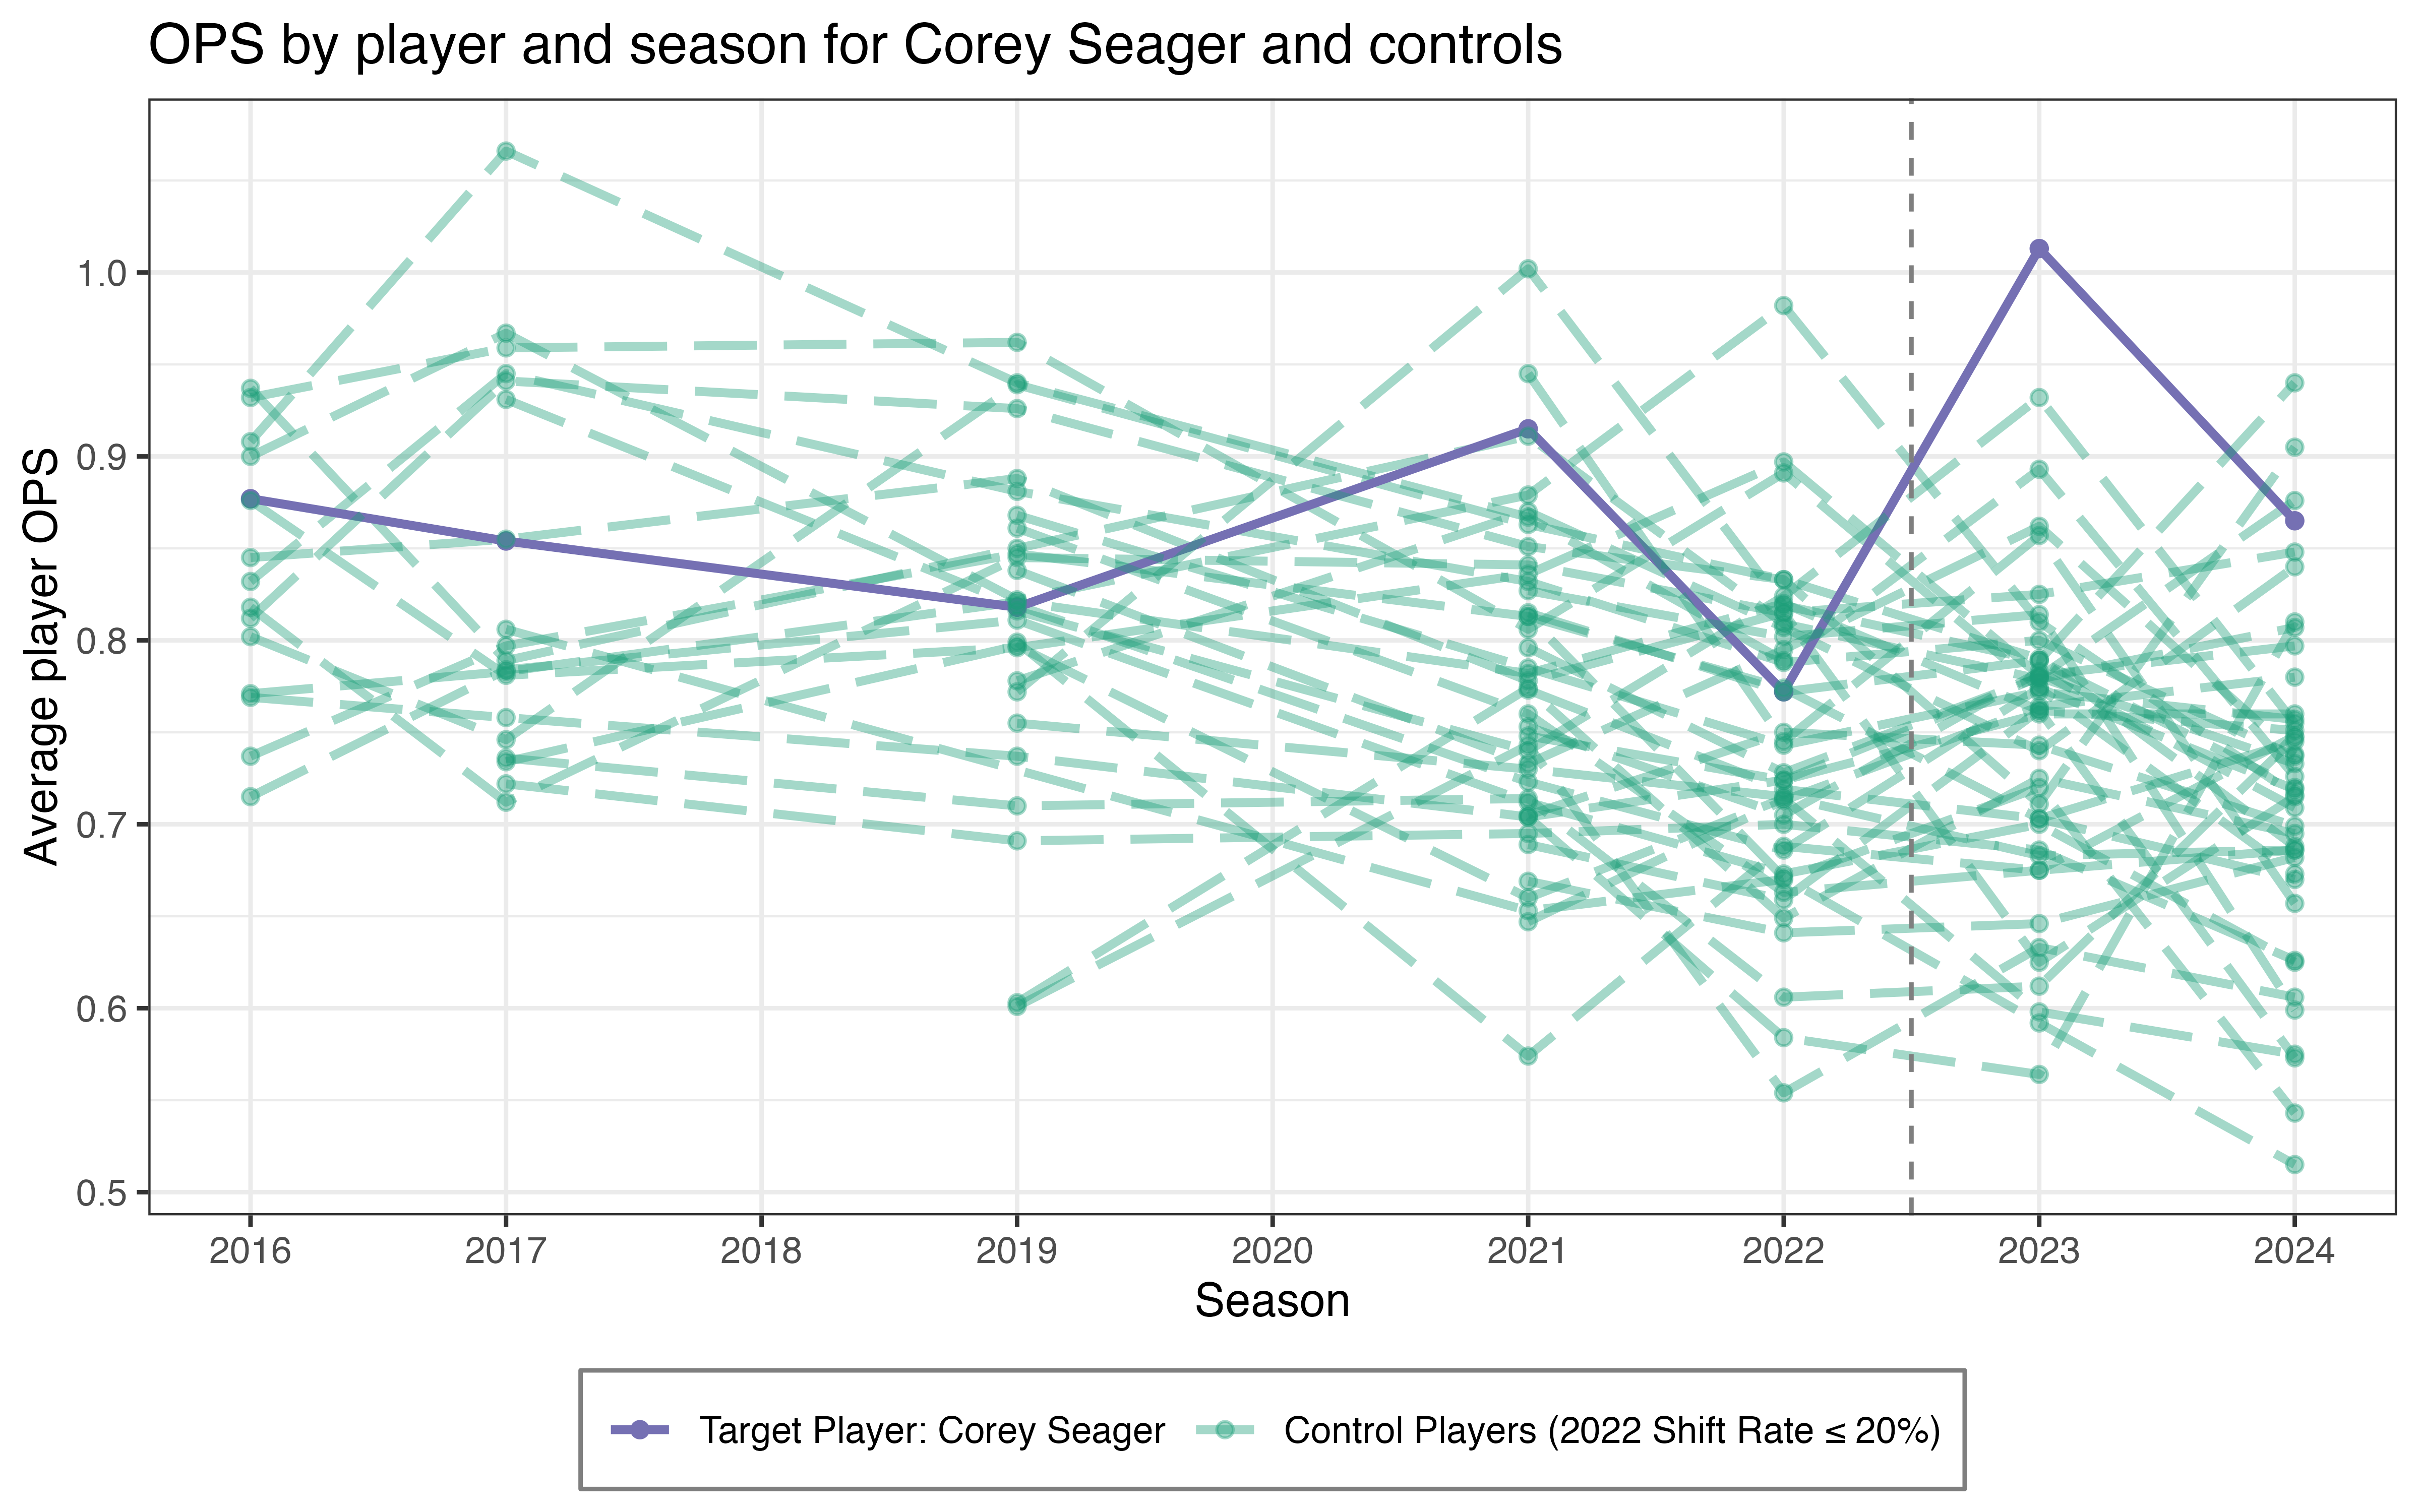 OPS by player and season for Corey Seager and controls
Average player OPS
1.0
0.9
0.8
0.7
0.6
0.5
2016 2017 2018 2019 2020 2021 2022 2023 2024
Season
Target Player: Corey Seager Control Players (2022 Shift Rate ≤ 20%)